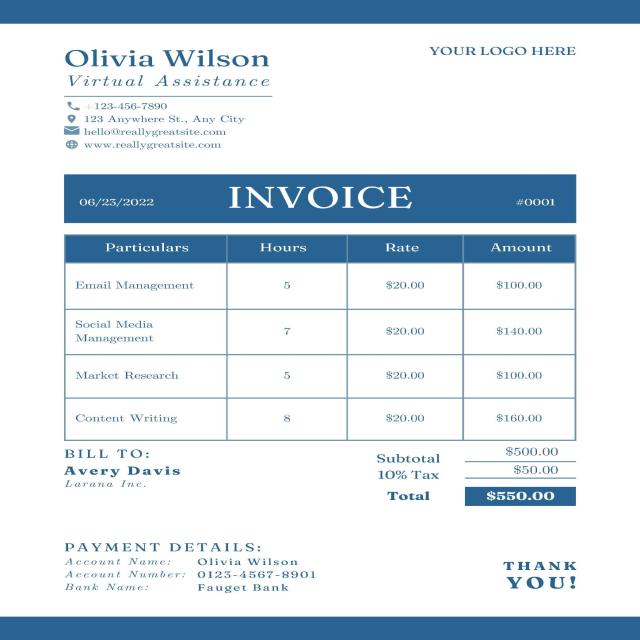 Olivia Wilson
YOUR LOGO HERE
Virtual Assistance
+123-456-7890
123 Anywhere St., Any City
hello@reallygreatsite.com
www.reallygreatsite.com
06/23/2022 INVOICE #0001
Particulars Hours Rate Amount
Email Management 5 $20.00 $100.00
Social Media
Management 7 $20.00 $140.00
Market Research 5 $20.00 $100.00
Content Writing 8 $20.00 $160.00
BILL TO:
Avery Davis
Larana Inc.
Subtotal $500.00
10% Tax $50.00
Total $550.00
PAYMENT DETAILS:
Account Name: Olivia Wilson
Account Number: 0123-4567-8901
Bank Name: Fauget Bank
THANK
YOU!